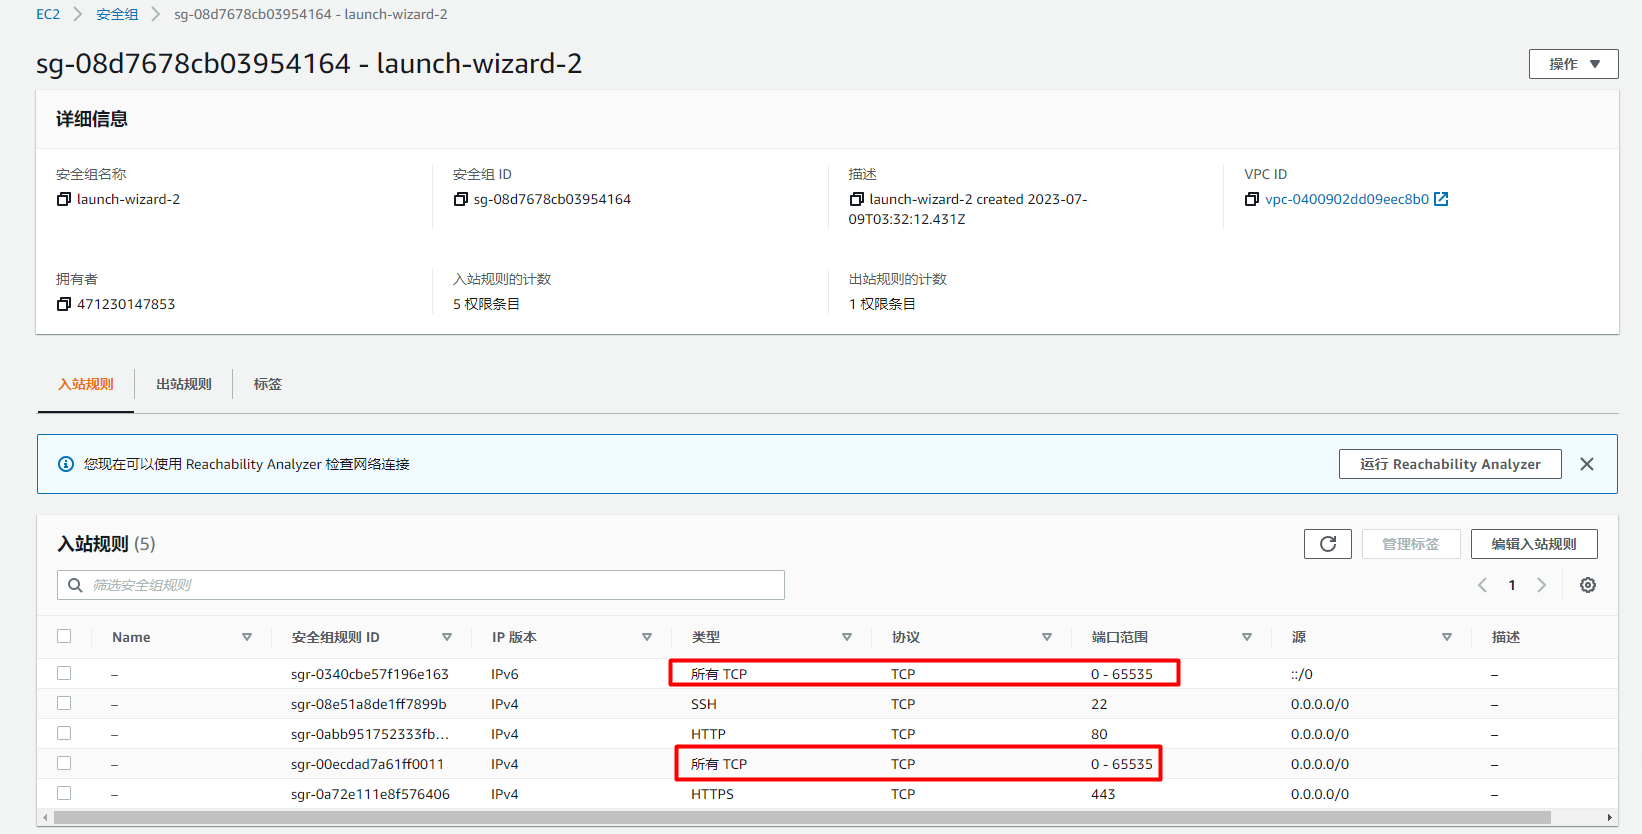 EC2 > 安全组 > sg-08d7678cb03954164 - launch-wizard-2
sg-08d7678cb03954164 - launch-wizard-2
操作
详细信息
安全组名称 安全组 ID 描述 VPC ID
launch-wizard-2 sg-08d7678cb03954164 launch-wizard-2 created 2023-07- vpc-0400902dd09eec8b0
09T03:32:12.431Z
拥有者 入站规则的计数 出站规则的计数
471230147853 5 权限条目 1 权限条目
入站规则 出站规则 标签
您现在可以使用 Reachability Analyzer 检查网络连接 运行 Reachability Analyzer
入站规则 (5) 管理标签 编辑入站规则
筛选安全组规则 1
Name 安全组规则 ID IP 版本 类型 协议 端口范围 源 描述
– sgr-0340cbe57f196e163 IPv6 所有 TCP TCP 0 - 65535 ::/0 –
– sgr-08e51a8de1ff7899b IPv4 SSH TCP 22 0.0.0.0/0 –
– sgr-0abb951752333fb... IPv4 HTTP TCP 80 0.0.0.0/0 –
– sgr-00ecdad7a61ff0011 IPv4 所有 TCP TCP 0 - 65535 0.0.0.0/0 –
– sgr-0a72e111e8f576406 IPv4 HTTPS TCP 443 0.0.0.0/0 –